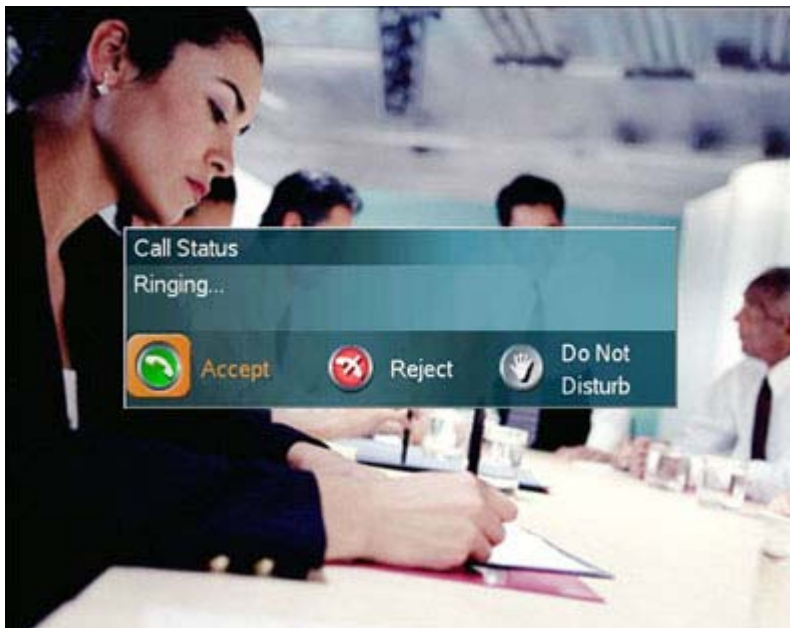 Call Status
Ringing...
Accept
Reject
Do Not
Disturb